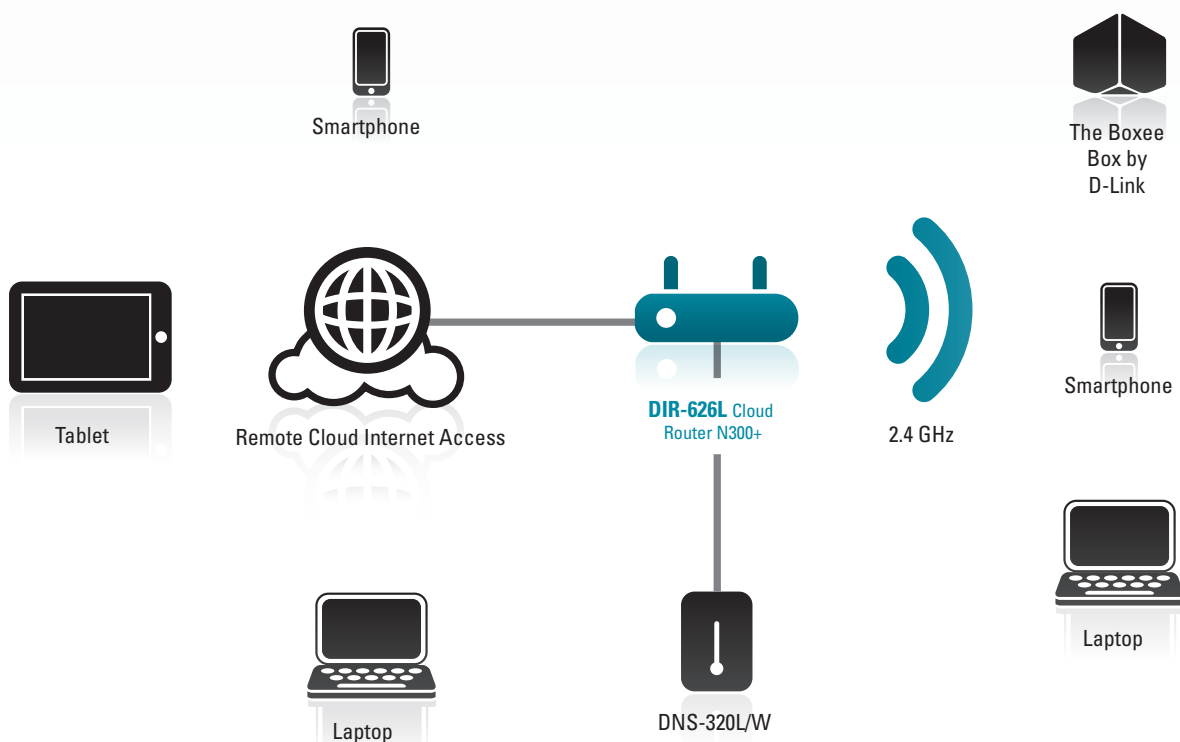 Smartphone
The Boxee
Box by
D-Link
Tablet
Remote Cloud Internet Access
DIR-626L Cloud
Router N300+
2.4 GHz
Smartphone
Laptop
DNS-320L/W
Laptop